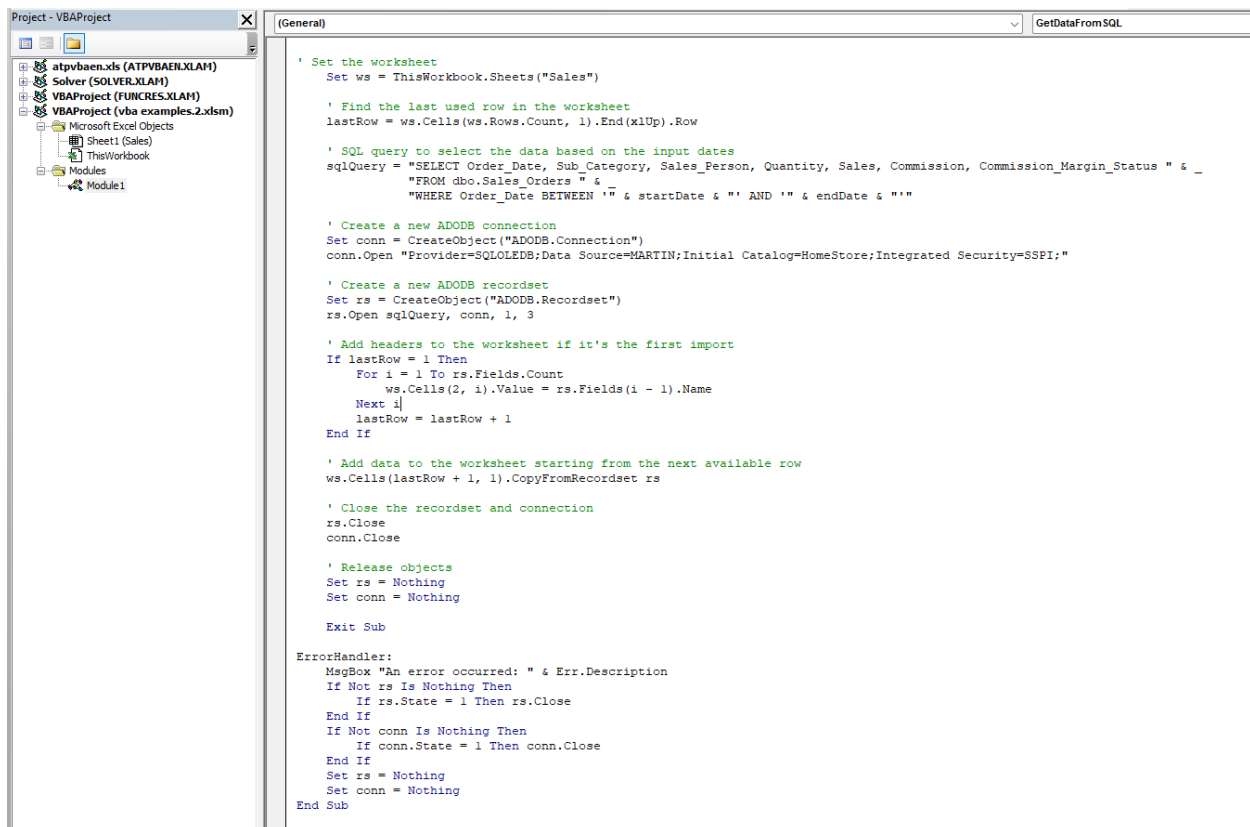 Project - VBAProject
atpvbaen.xls (ATPVBAEN.XLAM)
Solver (SOLVER.XLAM)
VBAProject (FUNCRES.XLAM)
VBAProject (vba examples.2.xlsm)
Microsoft Excel Objects
Sheet1 (Sales)
ThisWorkbook
Modules
Module1
(General)
GetDataFromSQL
' Set the worksheet
    Set ws = ThisWorkbook.Sheets("Sales")
    ' Find the last used row in the worksheet
    lastRow = ws.Cells(ws.Rows.Count, 1).End(xlUp).Row
    ' SQL query to select the data based on the input dates
    sqlQuery = "SELECT Order_Date, Sub_Category, Sales_Person, Quantity, Sales, Commission, Commission_Margin_Status " & _
               "FROM dbo.Sales_Orders " & _
               "WHERE Order_Date BETWEEN '" & startDate & "' AND '" & endDate & "'"
    ' Create a new ADODB connection
    Set conn = CreateObject("ADODB.Connection")
    conn.Open "Provider=SQLOLEDB;Data Source=MARTIN;Initial Catalog=HomeStore;Integrated Security=SSPI;"
    ' Create a new ADODB recordset
    Set rs = CreateObject("ADODB.Recordset")
    rs.Open sqlQuery, conn, 1, 3
    ' Add headers to the worksheet if it's the first import
    If lastRow = 1 Then
        For i = 1 To rs.Fields.Count
            ws.Cells(2, i).Value = rs.Fields(i - 1).Name
        Next i
        lastRow = lastRow + 1
    End If
    ' Add data to the worksheet starting from the next available row
    ws.Cells(lastRow + 1, 1).CopyFromRecordset rs
    ' Close the recordset and connection
    rs.Close
    conn.Close
    ' Release objects
    Set rs = Nothing
    Set conn = Nothing
    Exit Sub
ErrorHandler:
    MsgBox "An error occurred: " & Err.Description
    If Not rs Is Nothing Then
        If rs.State = 1 Then rs.Close
    End If
    If Not conn Is Nothing Then
        If conn.State = 1 Then conn.Close
    End If
    Set rs = Nothing
    Set conn = Nothing
End Sub